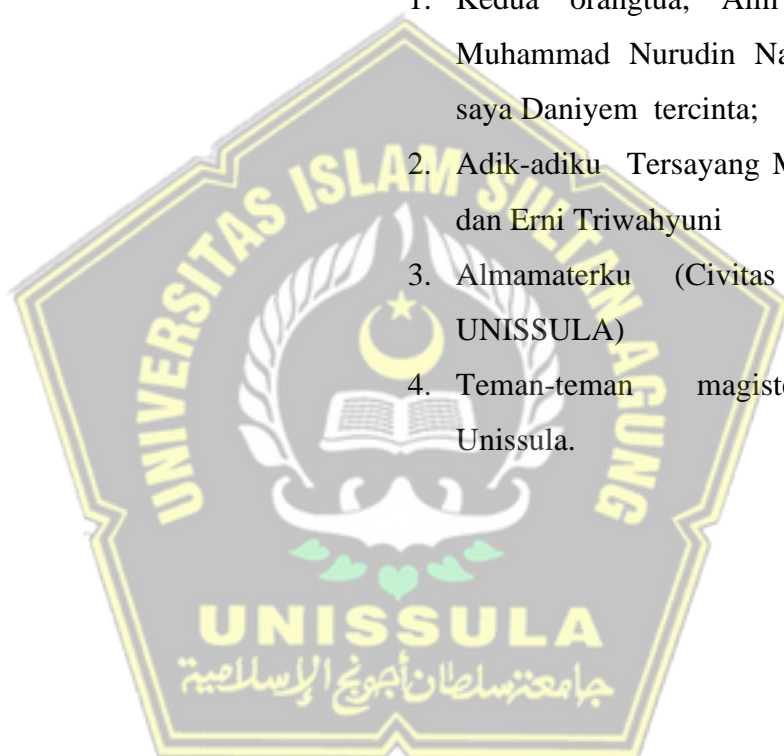 1. Kedua orangtua,
Muhammad Nurudin
saya Daniyem tercinta;
2. Adik-adiku Tersayang
dan Erni Triwahyuni
3. Almamaterku (Civitas
UNISSULA)
4. Teman-teman
Unissula.
UNIVERSITAS ISLAM SULTAN AGUNG
UNISSULA
جامعة سلطان أجونج الإسلامية